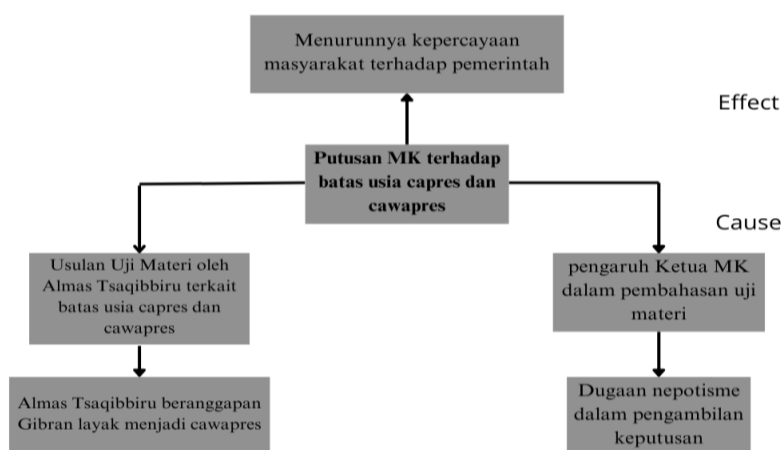 Menurunnya kepercayaan
masyarakat terhadap pemerintah
Effect
Putusan MK terhadap
batas usia capres dan
cawapres
Cause
Usulan Uji Materi oleh
Almas Tsaqibbiru terkait
batas usia capres dan
cawapres
pengaruh Ketua MK
dalam pembahasan uji
materi
Almas Tsaqibbiru beranggapan
Gibran layak menjadi cawapres
Dugaan nepotisme
dalam pengambilan
keputusan